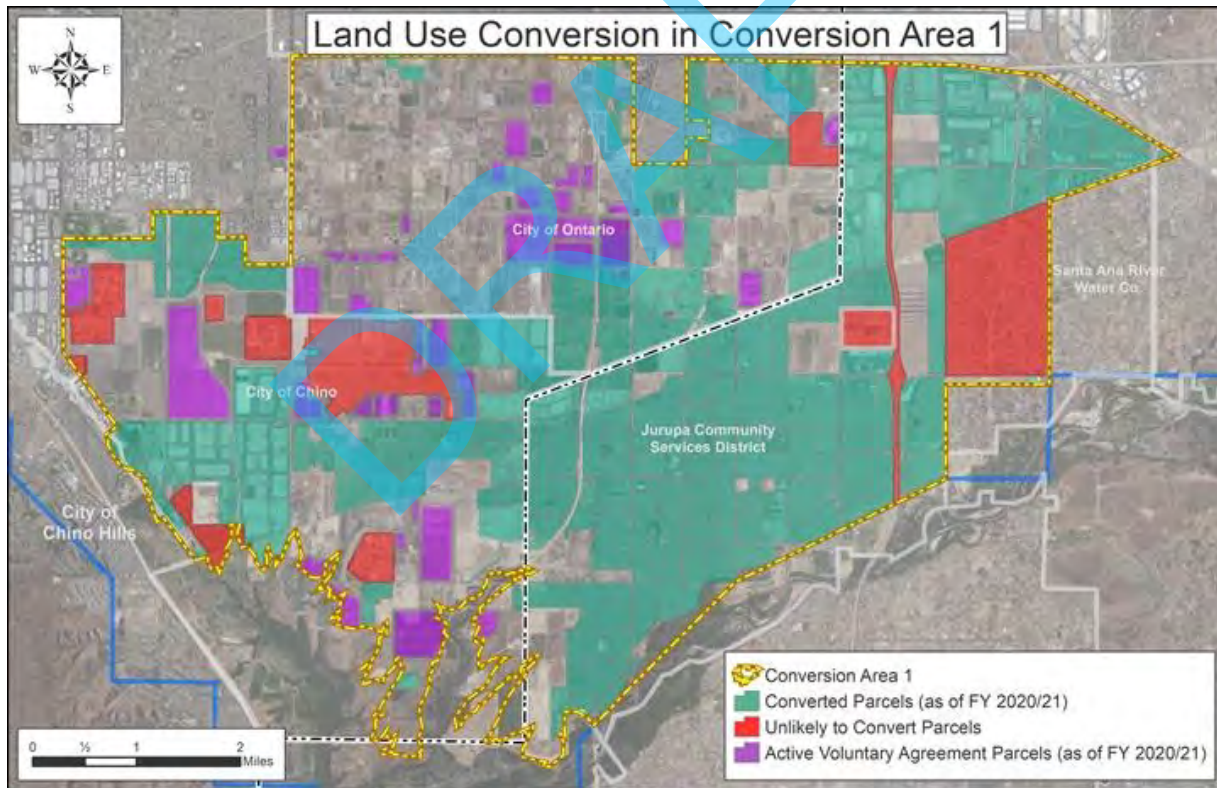 Land Use Conversion in Conversion Area 1
N
W E
S
DRAFT
City of Ontario
Santa Ana River
Water Co.
City of Chino
Jurupa Community
Services District
City of
Chino Hills
Conversion Area 1
Converted Parcels (as of FY 2020/21)
Unlikely to Convert Parcels
Active Voluntary Agreement Parcels (as of FY 2020/21)
0 ½ 1 2
Miles